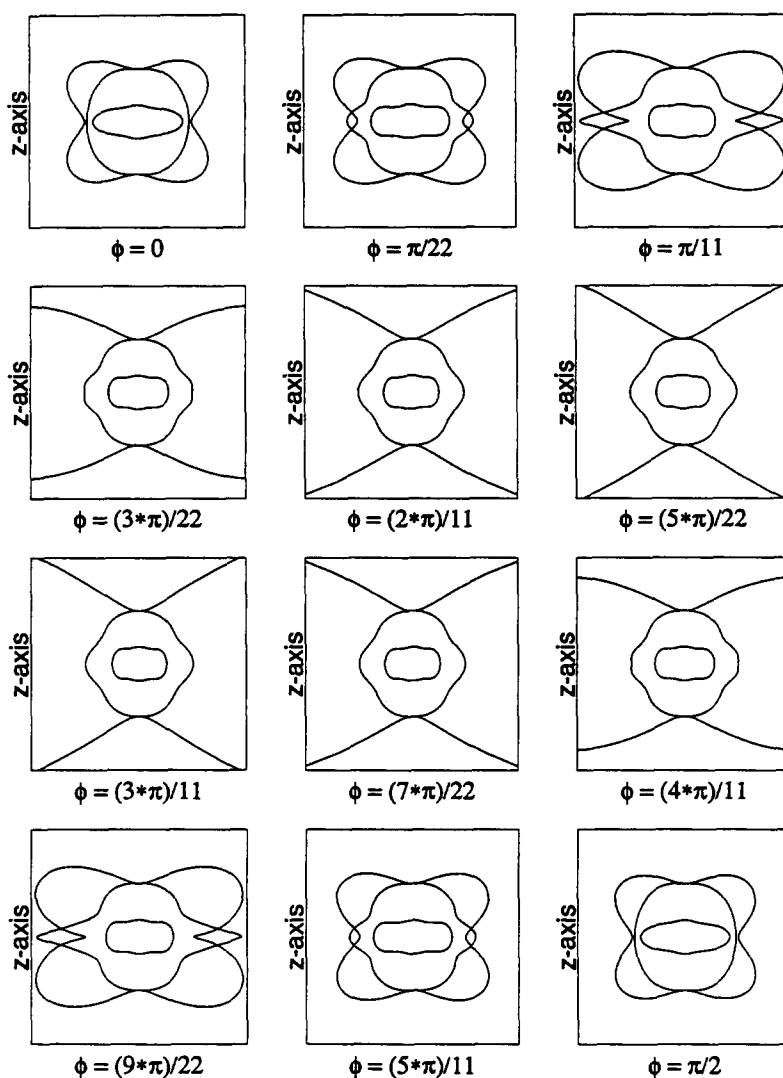 z-axis z-axis z-axis
ϕ = 0 ϕ = π/22 ϕ = π/11
z-axis z-axis z-axis
ϕ = (3*π)/22 ϕ = (2*π)/11 ϕ = (5*π)/22
z-axis z-axis z-axis
ϕ = (3*π)/11 ϕ = (7*π)/22 ϕ = (4*π)/11
z-axis z-axis z-axis
ϕ = (9*π)/22 ϕ = (5*π)/11 ϕ = π/2